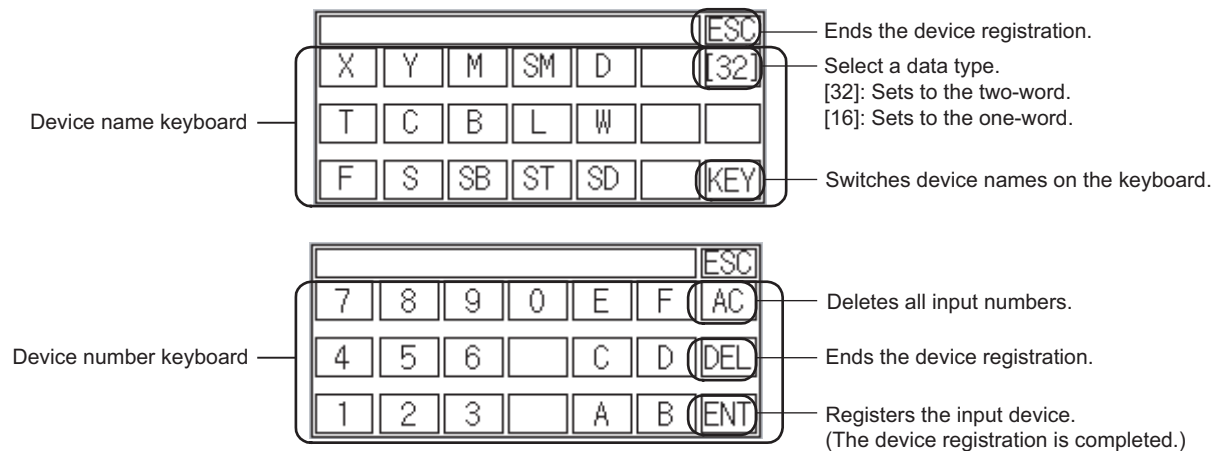 ESC
Ends the device registration.
X Y M SM D [32]
Select a data type.
[32]: Sets to the two-word.
[16]: Sets to the one-word.
Device name keyboard
T C B L W
F S SB ST SD KEY
Switches device names on the keyboard.
ESC
7 8 9 0 E F AC
Deletes all input numbers.
Device number keyboard
4 5 6 C D DEL
Ends the device registration.
1 2 3 A B ENT
Registers the input device.
(The device registration is completed.)